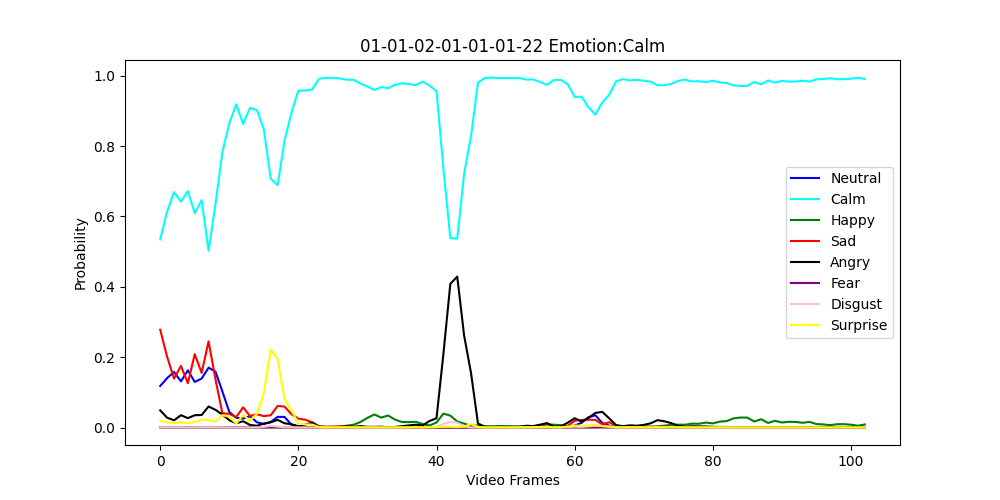 01-01-02-01-01-01-22 Emotion:Calm
1.0
0.8
0.6
0.4
0.2
0.0
Probability
0 20 40 60 80 100
Video Frames
Neutral
Calm
Happy
Sad
Angry
Fear
Disgust
Surprise